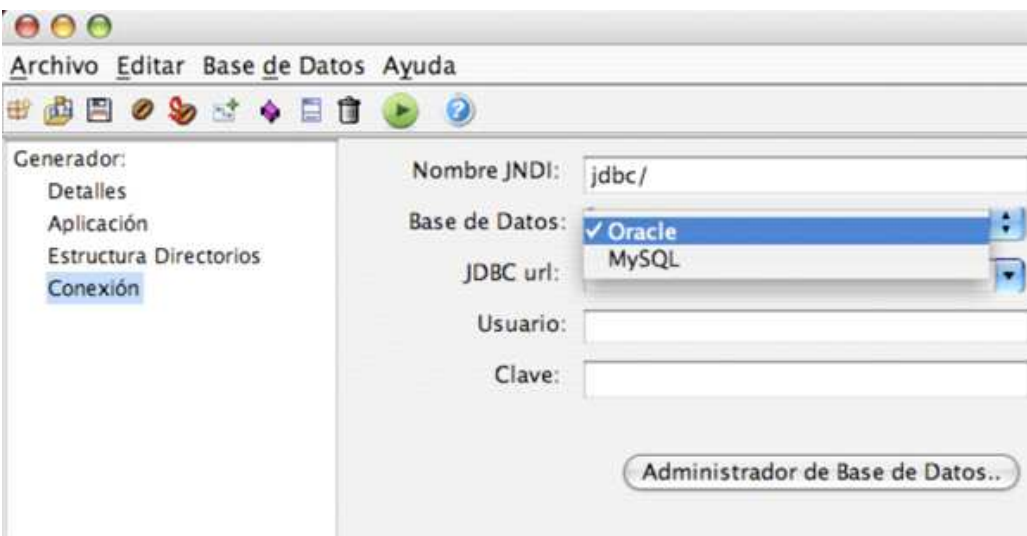 Archivo Editar Base de Datos Ayuda
Generador:
Detalles
Aplicación
Estructura Directorios
Conexión
Nombre JNDI: jdbc/
Base de Datos: Oracle
MySQL
JDBC url:
Usuario:
Clave:
Administrador de Base de Datos..